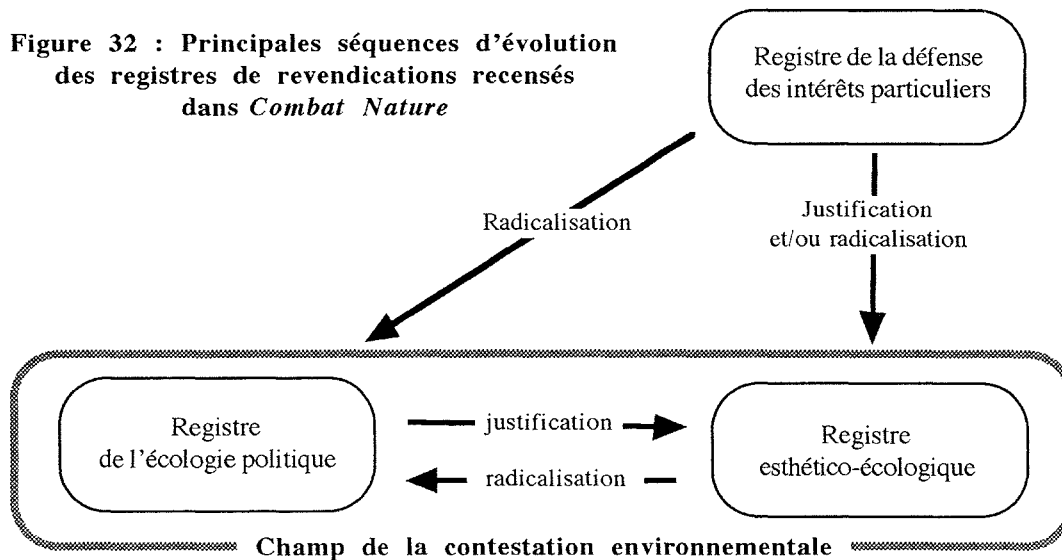 Figure 32 : Principales séquences d'évolution
des registres de revendications recensés
dans Combat Nature
Registre de la défense
des intérêts particuliers
Radicalisation
Justification
et/ou radicalisation
Registre
de l'écologie politique
justification
radicalisation
Registre
esthético-écologique
Champ de la contestation environnementale